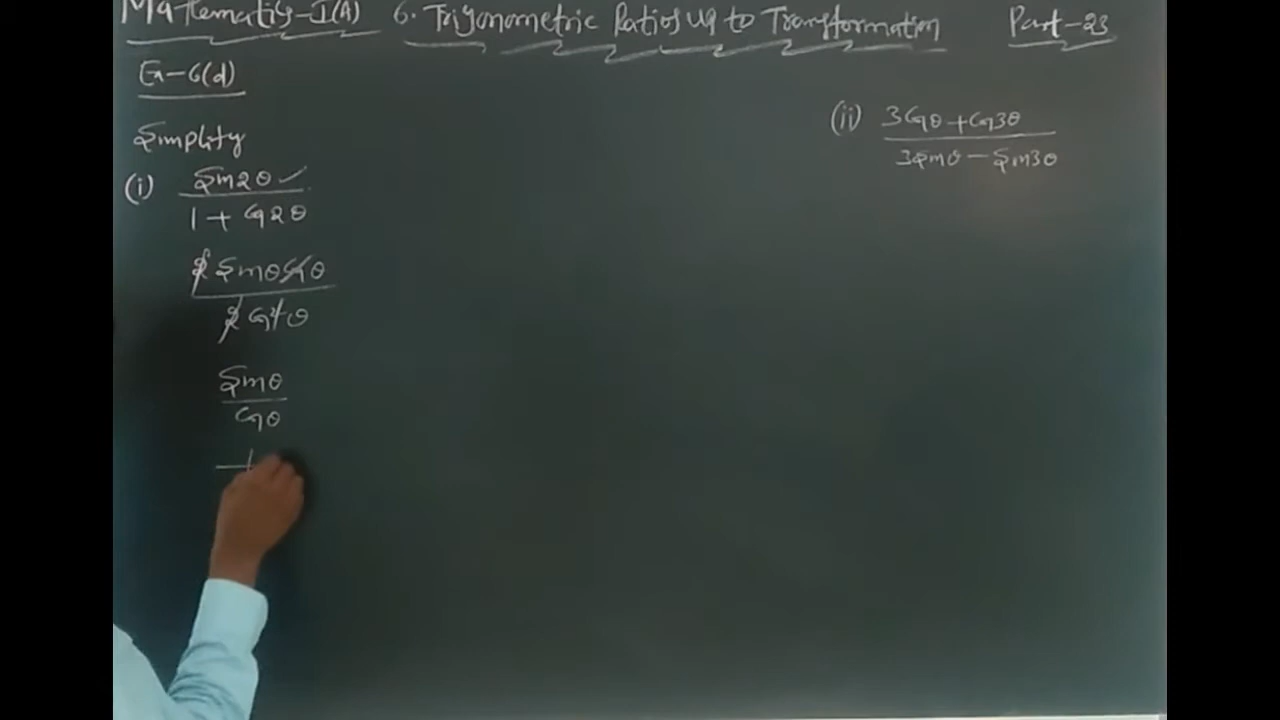 Mathematics-I(A) 6. Trigonometric Ratios up to Transformation Part-23
Ex-6(d)
Simplify
(i) Sin2θ / 1 + Cos2θ
2 Sinθ Cosθ / 2 Cos²θ
Sinθ / Cosθ
(ii) 3Cosθ + Cos3θ / 3Sinθ - Sin3θ